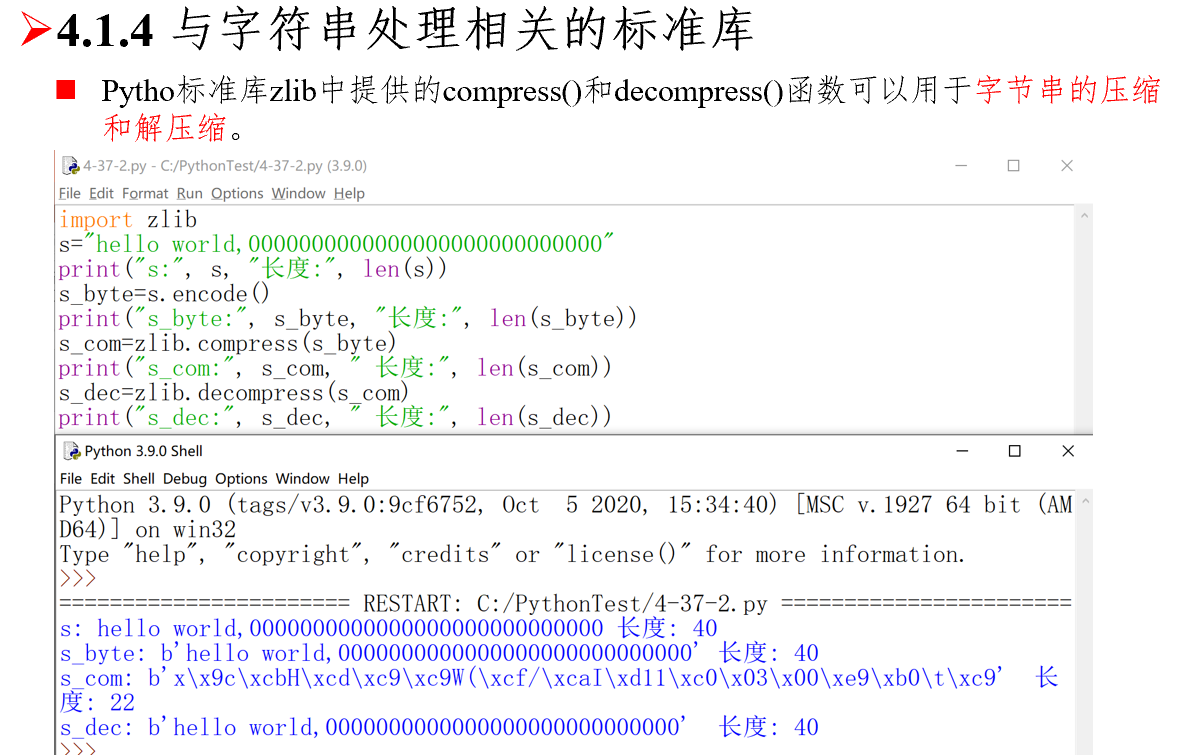 4.1.4 与字符串处理相关的标准库
Pytho标准库zlib中提供的compress()和decompress()函数可以用于字节串的压缩
和解压缩。
4-37-2.py - C:/PythonTest/4-37-2.py (3.9.0)
File Edit Format Run Options Window Help
import zlib
s="hello world,0000000000000000000000000000"
print("s:", s, "长度:", len(s))
s_byte=s.encode()
print("s_byte:", s_byte, "长度:", len(s_byte))
s_com=zlib.compress(s_byte)
print("s_com:", s_com, " 长度:", len(s_com))
s_dec=zlib.decompress(s_com)
print("s_dec:", s_dec, " 长度:", len(s_dec))
Python 3.9.0 Shell
File Edit Shell Debug Options Window Help
Python 3.9.0 (tags/v3.9.0:9cf6752, Oct  5 2020, 15:34:40) [MSC v.1927 64 bit (AM
D64)] on win32
Type "help", "copyright", "credits" or "license()" for more information.
>>>
======================= RESTART: C:/PythonTest/4-37-2.py =======================
s: hello world,0000000000000000000000000000 长度: 40
s_byte: b'hello world,0000000000000000000000000000' 长度: 40
s_com: b'x\x9c\xcbH\xcd\xc9\xc9W(\xcf/\xcaI\xd11\xc0\x03\x00\xe9\xb0\t\xc9'  长
度: 22
s_dec: b'hello world,0000000000000000000000000000'  长度: 40
>>>